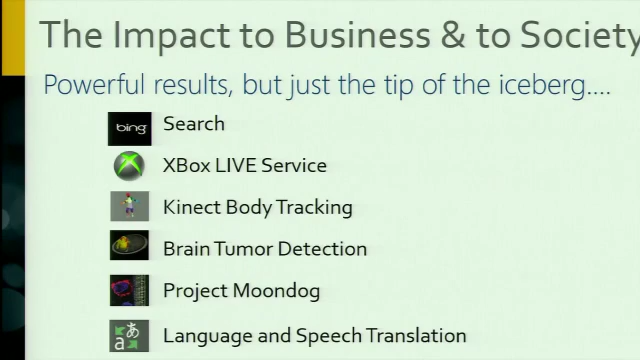 The Impact to Business & to Society
Powerful results, but just the tip of the iceberg....
bing Search
XBox LIVE Service
Kinect Body Tracking
Brain Tumor Detection
Project Moondog
a あ Language and Speech Translation